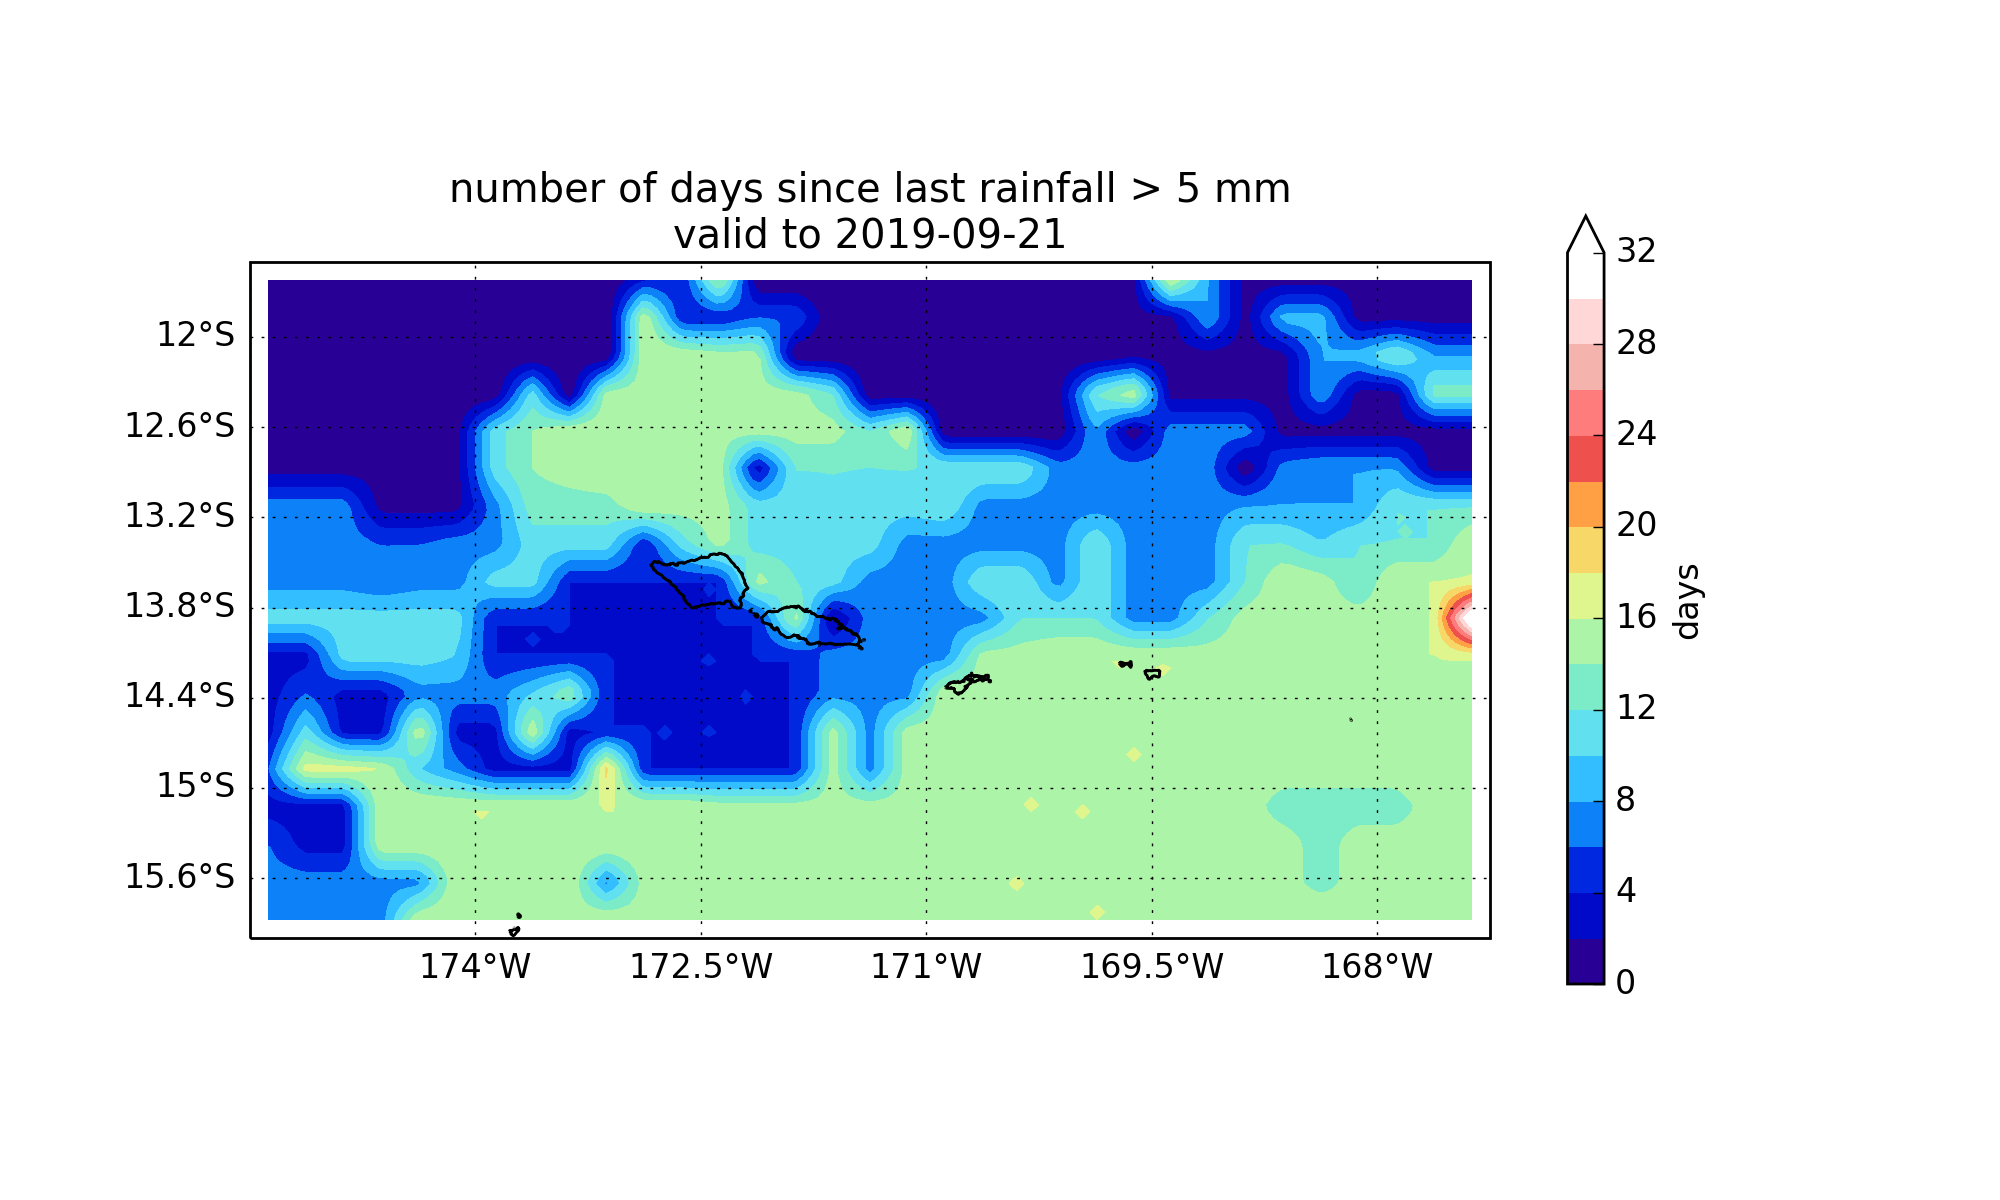 number of days since last rainfall > 5 mm
valid to 2019-09-21
12°S
12.6°S
13.2°S
13.8°S
14.4°S
15°S
15.6°S
174°W
172.5°W
171°W
169.5°W
168°W
32
28
24
20
16
12
8
4
0
days